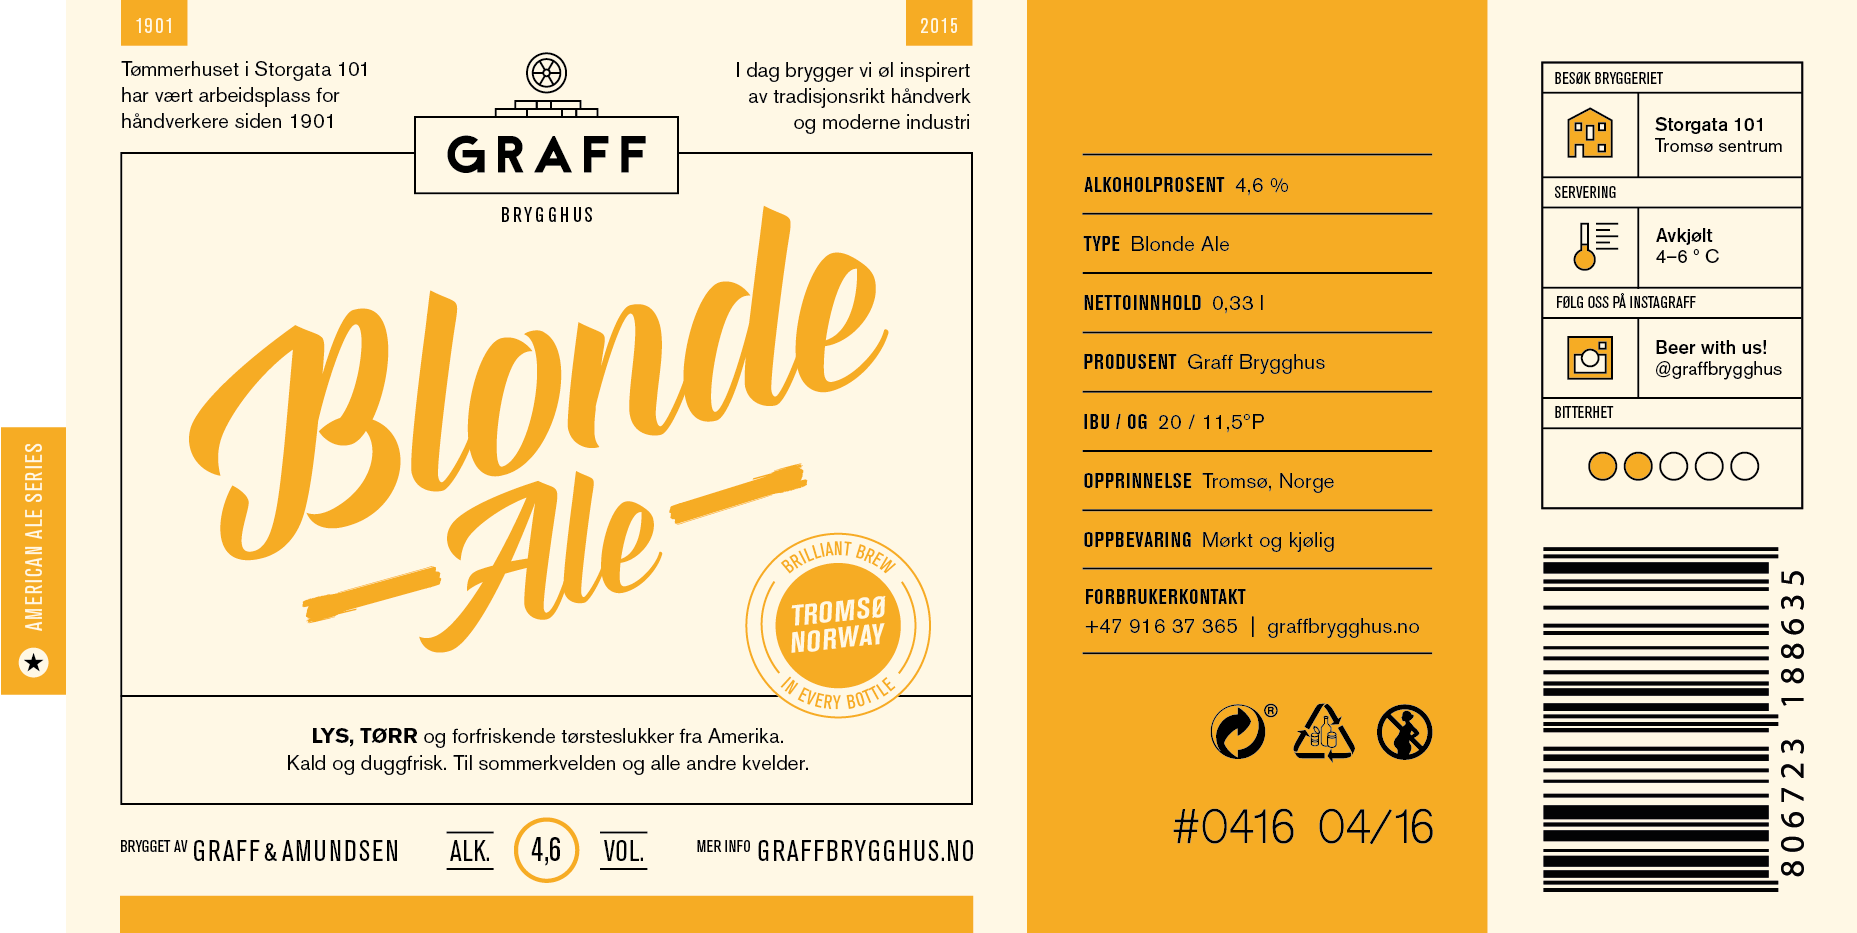 1901
2015
Tømmerhuset i Storgata 101
har vært arbeidsplass for
håndverkere siden 1901
I dag brygger vi øl inspirert
av tradisjonsrikt håndverk
og moderne industri
GRAFF
BRYGGHUS
Blonde
Ale
BRILLIANT BREW
TROMSØ
NORWAY
IN EVERY BOTTLE
AMERICAN ALE SERIES
LYS, TØRR og forfriskende tørsteslukker fra Amerika.
Kald og duggfrisk. Til sommerkvelden og alle andre kvelder.
BRYGGET AV GRAFF & AMUNDSEN
ALK. 4,6 VOL.
MER INFO GRAFFBRYGGHUS.NO
ALKOHOLPROSENT 4,6 %
TYPE Blonde Ale
NETTOINNHOLD 0,33 l
PRODUSENT Graff Brygghus
IBU / OG 20 / 11,5°P
OPPRINNELSE Tromsø, Norge
OPPBEVARING Mørkt og kjølig
FORBRUKERKONTAKT
+47 916 37 365 | graffbrygghus.no
®
#0416 04/16
BESØK BRYGGERIET
Storgata 101
Tromsø sentrum
SERVERING
Avkjølt
4–6 ° C
FØLG OSS PÅ INSTAGRAFF
Beer with us!
@graffbrygghus
BITTERHET
806723 188635